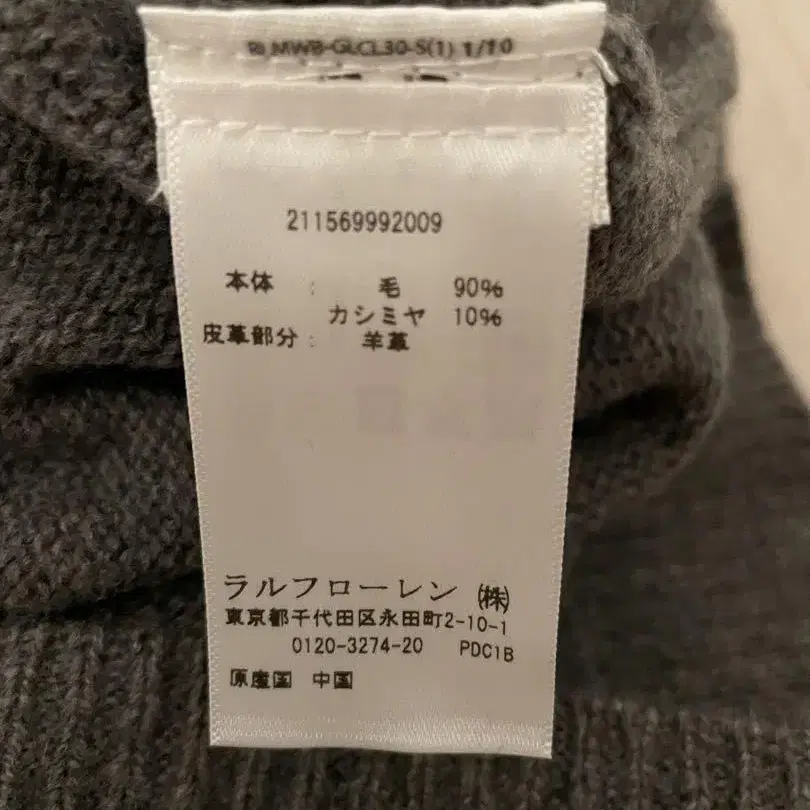 MWB-GLCL30-S(1) 1/10
211569992009
本体 : 毛 90%
カシミヤ 10%
皮革部分 : 羊革
ラルフローレン ㈱
東京都千代田区永田町2-10-1
0120-3274-20 PDC1B
原産国 中国